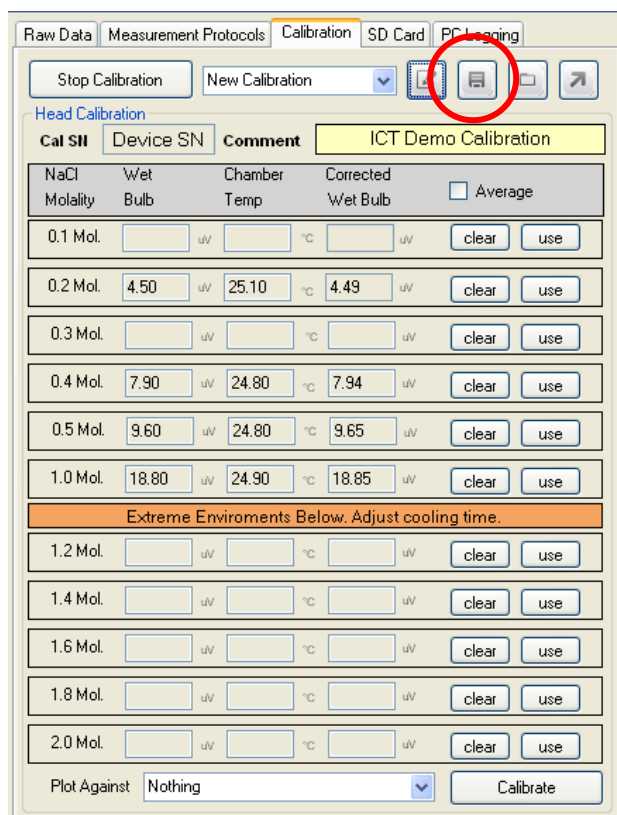 Raw Data Measurement Protocols Calibration SD Card PC Logging
Stop Calibration New Calibration
Head Calibration
Cal SN Device SN Comment ICT Demo Calibration
NaCl Wet Chamber Corrected
Molality Bulb Temp Wet Bulb Average
0.1 Mol. uV °C uV clear use
0.2 Mol. 4.50 uV 25.10 °C 4.49 uV clear use
0.3 Mol. uV °C uV clear use
0.4 Mol. 7.90 uV 24.80 °C 7.94 uV clear use
0.5 Mol. 9.60 uV 24.80 °C 9.65 uV clear use
1.0 Mol. 18.80 uV 24.90 °C 18.85 uV clear use
Extreme Enviroments Below. Adjust cooling time.
1.2 Mol. uV °C uV clear use
1.4 Mol. uV °C uV clear use
1.6 Mol. uV °C uV clear use
1.8 Mol. uV °C uV clear use
2.0 Mol. uV °C uV clear use
Plot Against Nothing Calibrate